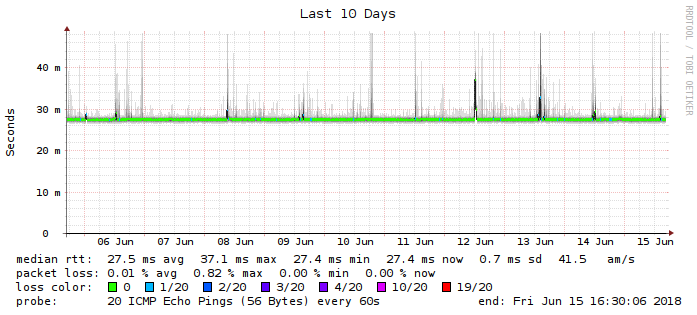 Last 10 Days
RRDTOOL / TOBI OETIKER
Seconds
40 m
30 m
20 m
10 m
0
06 Jun 07 Jun 08 Jun 09 Jun 10 Jun 11 Jun 12 Jun 13 Jun 14 Jun 15 Jun
median rtt: 27.5 ms avg 37.1 ms max 27.4 ms min 27.4 ms now 0.7 ms sd 41.5 am/s
packet loss: 0.01 % avg 0.82 % max 0.00 % min 0.00 % now
loss color: 0 1/20 2/20 3/20 4/20 10/20 19/20
probe: 20 ICMP Echo Pings (56 Bytes) every 60s end: Fri Jun 15 16:30:06 2018